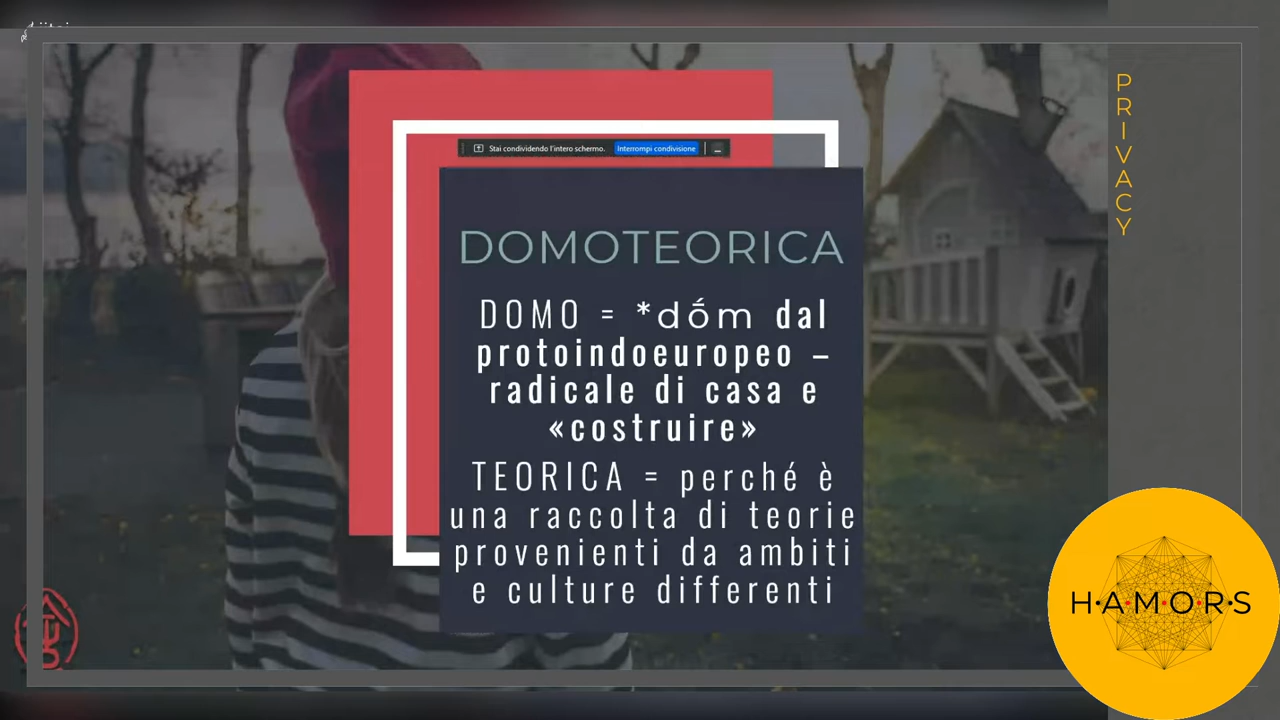 Stai condividendo l'intero schermo. Interrompi condivisione
PRIVACY
DOMOTEORICA
DOMO = *dṓm dal
protoindoeuropeo –
radicale di casa e
«costruire»
TEORICA = perché è
una raccolta di teorie
provenienti da ambiti
e culture differenti
H•A•M•O•R•S